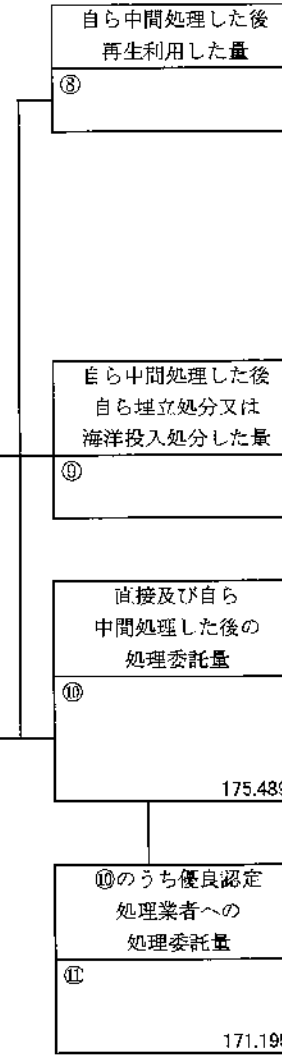 自ら中間処理した後
再生利用した量
⑧
自ら中間処理した後
自ら埋立処分又は
海洋投入処分した量
⑨
直接及び自ら
中間処理した後の
処理委託量
⑩
175.489
⑩のうち優良認定
処理業者への
処理委託量
⑪
171.195